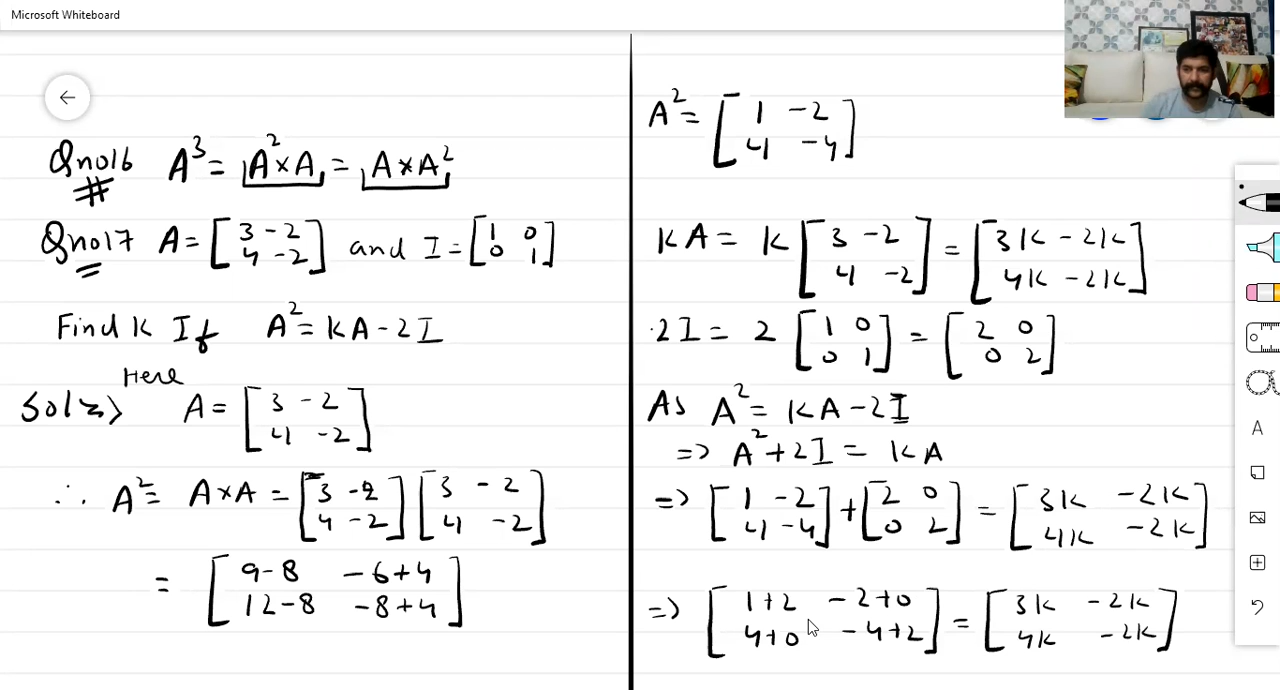 Microsoft Whiteboard
Qno16 A³ = A²×A = A×A²
Qno17 A = [3 -2
4 -2] and I = [1 0
0 1]
Find K If A² = KA - 2I
Here
Sol⇒ A = [3 -2
4 -2]
∴ A² = A×A = [3 -2
4 -2] [3 -2
4 -2]
= [9-8 -6+4
12-8 -8+4]
A² = [1 -2
4 -4]
KA = K [3 -2
4 -2] = [3K -2K
4K -2K]
2I = 2 [1 0
0 1] = [2 0
0 2]
As A² = KA - 2I
=> A² + 2I = KA
=> [1 -2
4 -4] + [2 0
0 2] = [3K -2K
4K -2K]
=> [1+2 -2+0
4+0 -4+2] = [3K -2K
4K -2K]